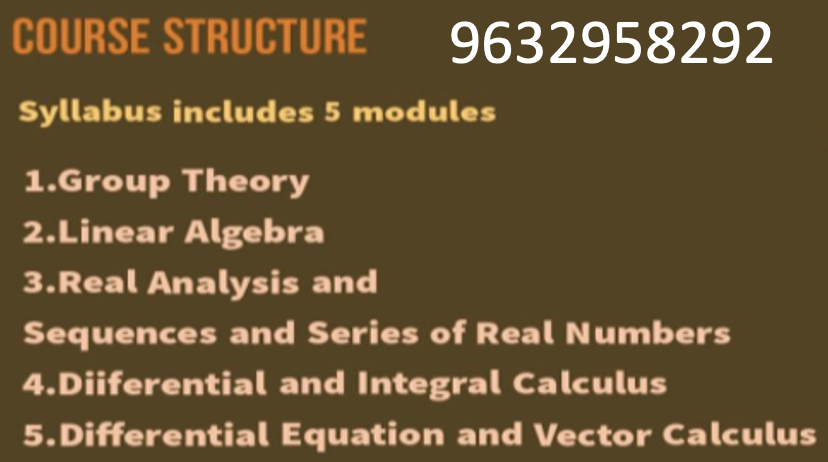 COURSE STRUCTURE 9632958292
Syllabus includes 5 modules
1.Group Theory
2.Linear Algebra
3.Real Analysis and
Sequences and Series of Real Numbers
4.Diiferential and Integral Calculus
5.Differential Equation and Vector Calculus